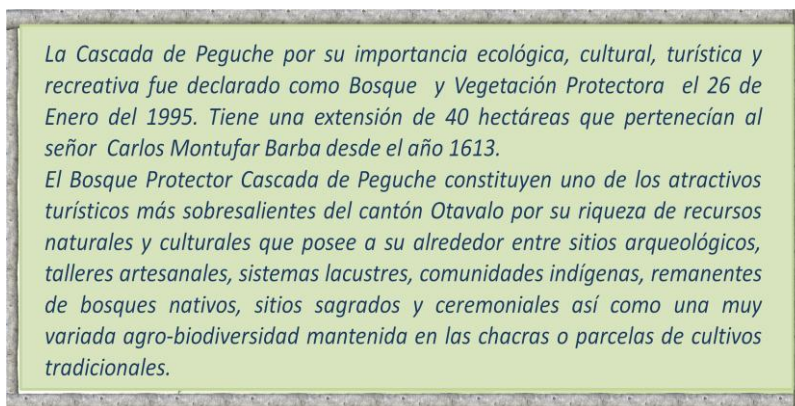 La Cascada de Peguche por su importancia ecológica, cultural, turística y
recreativa fue declarado como Bosque y Vegetación Protectora el 26 de
Enero del 1995. Tiene una extensión de 40 hectáreas que pertenecían al
señor Carlos Montufar Barba desde el año 1613.
El Bosque Protector Cascada de Peguche constituyen uno de los atractivos
turísticos más sobresalientes del cantón Otavalo por su riqueza de recursos
naturales y culturales que posee a su alrededor entre sitios arqueológicos,
talleres artesanales, sistemas lacustres, comunidades indígenas, remanentes
de bosques nativos, sitios sagrados y ceremoniales así como una muy
variada agro-biodiversidad mantenida en las chacras o parcelas de cultivos
tradicionales.